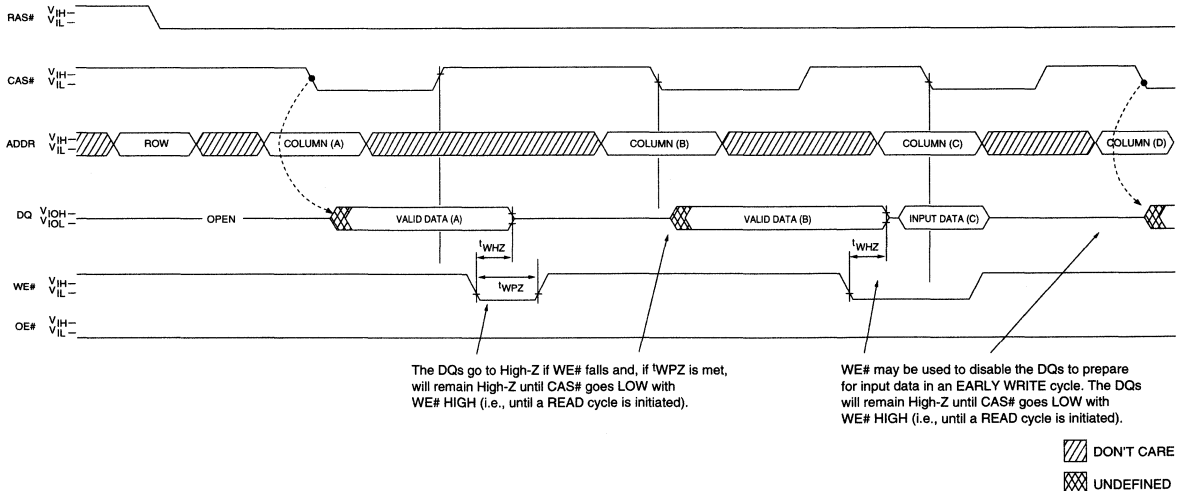 RAS# VIH VIL
CAS# VIH VIL
ADDR VIH VIL ROW COLUMN (A) COLUMN (B) COLUMN (C) COLUMN (D)
DQ VIOH VIOL OPEN VALID DATA (A) VALID DATA (B) INPUT DATA (C)
tWHZ tWHZ
WE# VIH VIL tWPZ
OE# VIH VIL
The DQs go to High-Z if WE# falls and, if tWPZ is met,
will remain High-Z until CAS# goes LOW with
WE# HIGH (i.e., until a READ cycle is initiated).
WE# may be used to disable the DQs to prepare
for input data in an EARLY WRITE cycle. The DQs
will remain High-Z until CAS# goes LOW with
WE# HIGH (i.e., until a READ cycle is initiated).
DON'T CARE
UNDEFINED